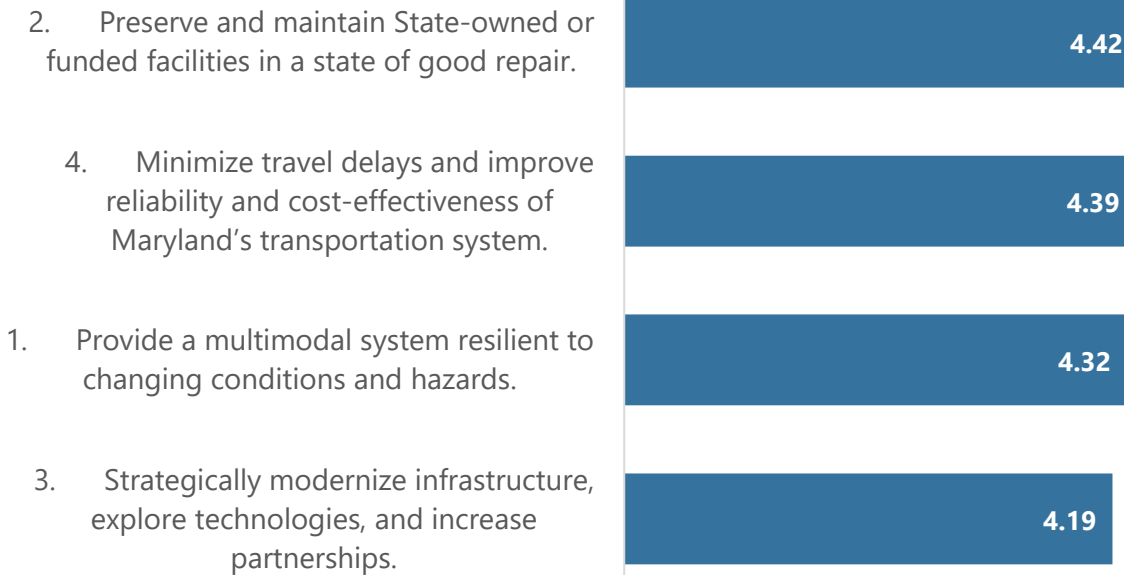 2. Preserve and maintain State-owned or
funded facilities in a state of good repair.
4.42
4. Minimize travel delays and improve
reliability and cost-effectiveness of
Maryland’s transportation system.
4.39
1. Provide a multimodal system resilient to
changing conditions and hazards.
4.32
3. Strategically modernize infrastructure,
explore technologies, and increase
partnerships.
4.19